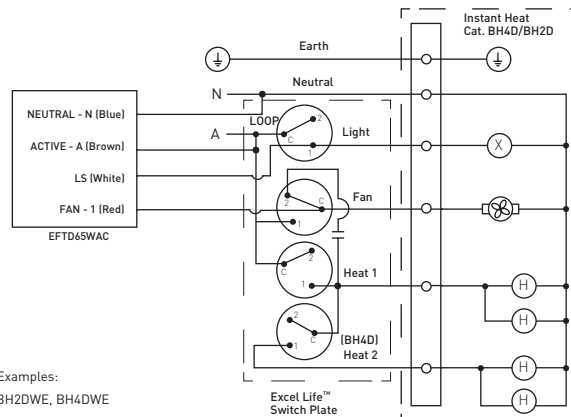 Instant Heat
Cat. BH4D/BH2D
Earth
Neutral
N
NEUTRAL - N (Blue)
ACTIVE - A (Brown)
LS (White)
FAN - 1 (Red)
EFTD65WAC
A
LOOP
2
C
1
Light
X
2
C
1
Fan
2
C
1
Heat 1
H
H
2
1
C
(BH4D)
Heat 2
H
H
Examples:
BH2DWE, BH4DWE
Excel Life™
Switch Plate